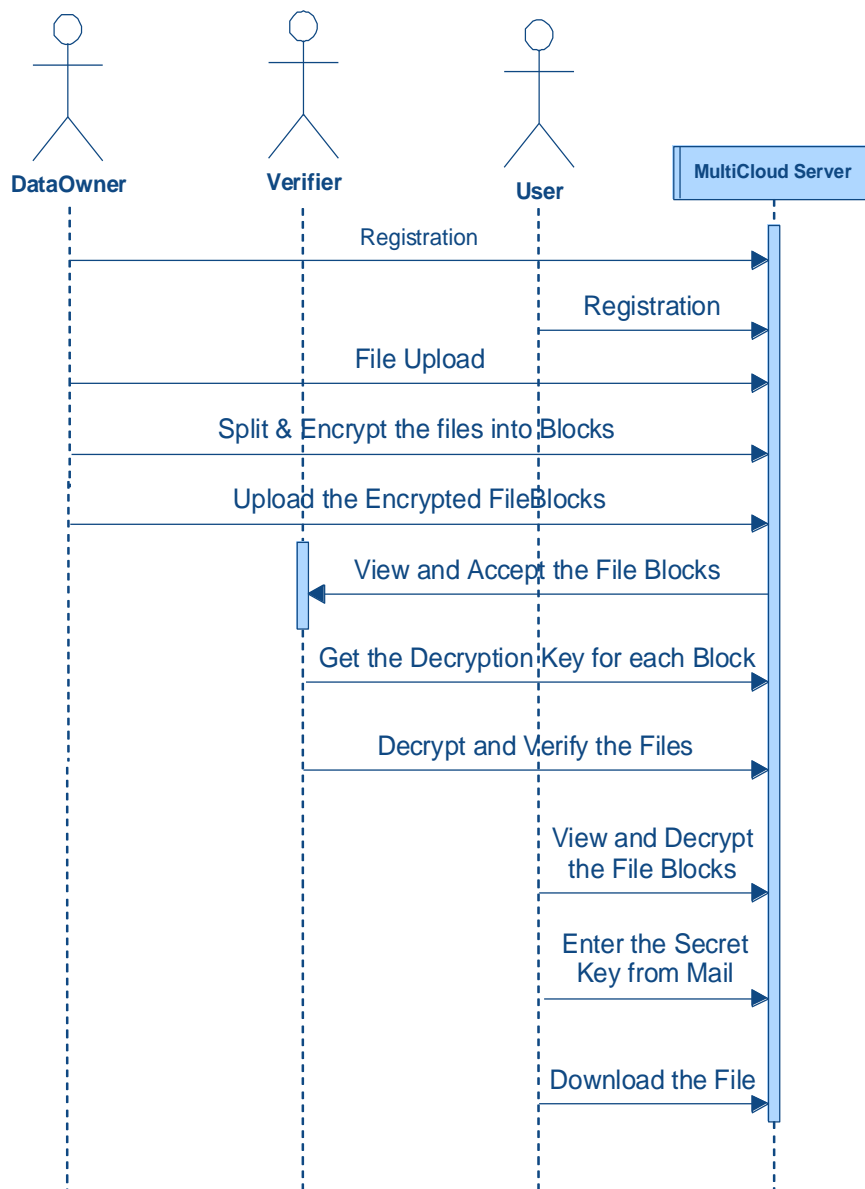 DataOwner
Verifier
User
MultiCloud Server
Registration
Registration
File Upload
Split & Encrypt the files into Blocks
Upload the Encrypted FileBlocks
View and Accept the File Blocks
Get the Decryption Key for each Block
Decrypt and Verify the Files
View and Decrypt
the File Blocks
Enter the Secret
Key from Mail
Download the File